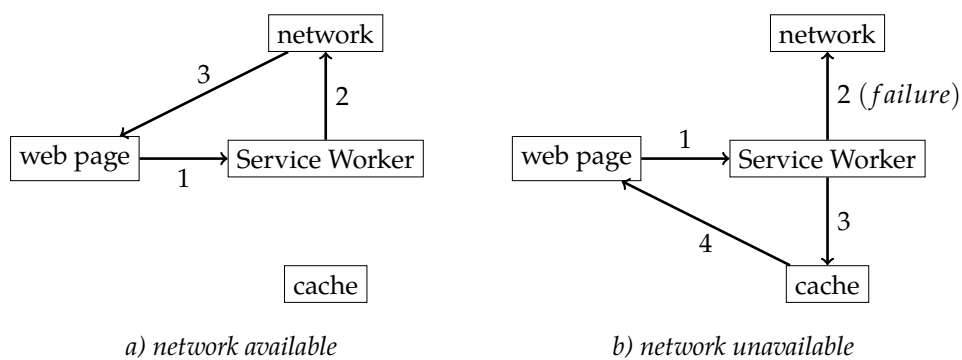 network
3
2
web page
1
Service Worker
cache
a) network available
network
2 (failure)
web page
1
Service Worker
3
4
cache
b) network unavailable